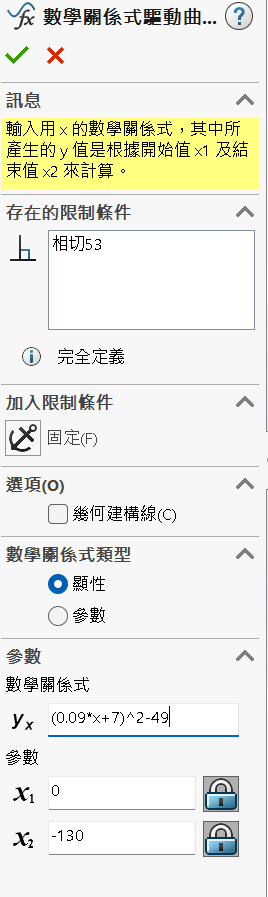 數學關係式驅動曲...
訊息
輸入用 x 的數學關係式，其中所
產生的 y 值是根據開始值 x1 及結
束值 x2 來計算。
存在的限制條件
相切53
完全定義
加入限制條件
固定(F)
選項(O)
幾何建構線(C)
數學關係式類型
顯性
參數
參數
數學關係式
yx (0.09*x+7)^2-49
參數
x1 0
x2 -130